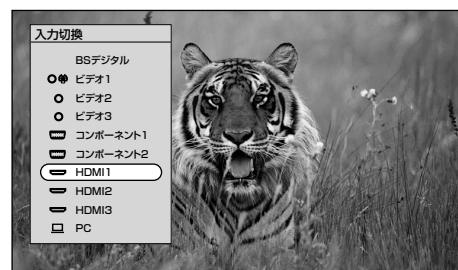 入力切換
BSデジタル
ビデオ1
ビデオ2
ビデオ3
コンポーネント1
コンポーネント2
HDMI1
HDMI2
HDMI3
PC